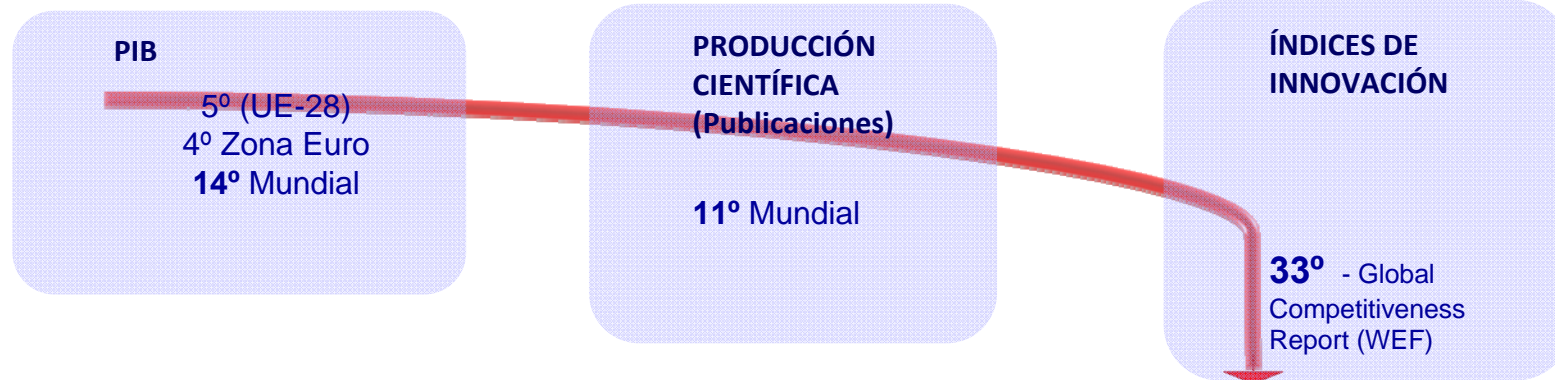 PIB
5º (UE-28)
4º Zona Euro
14º Mundial
PRODUCCIÓN
CIENTÍFICA
(Publicaciones)
11º Mundial
ÍNDICES DE
INNOVACIÓN
33º - Global
Competitiveness
Report (WEF)